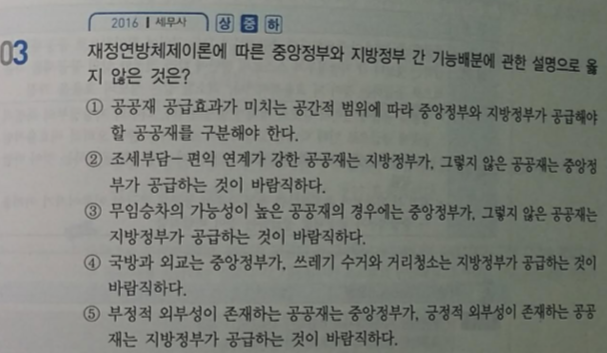 2016 | 세무사 상 중 하
03 재정연방체제이론에 따른 중앙정부와 지방정부 간 기능배분에 관한 설명으로 옳
지 않은 것은?
① 공공재 공급효과가 미치는 공간적 범위에 따라 중앙정부와 지방정부가 공급해야
할 공공재를 구분해야 한다.
② 조세부담－편익 연계가 강한 공공재는 지방정부가, 그렇지 않은 공공재는 중앙정
부가 공급하는 것이 바람직하다.
③ 무임승차의 가능성이 높은 공공재의 경우에는 중앙정부가, 그렇지 않은 공공재는
지방정부가 공급하는 것이 바람직하다.
④ 국방과 외교는 중앙정부가, 쓰레기 수거와 거리청소는 지방정부가 공급하는 것이
바람직하다.
⑤ 부정적 외부성이 존재하는 공공재는 중앙정부가, 긍정적 외부성이 존재하는 공공
재는 지방정부가 공급하는 것이 바람직하다.